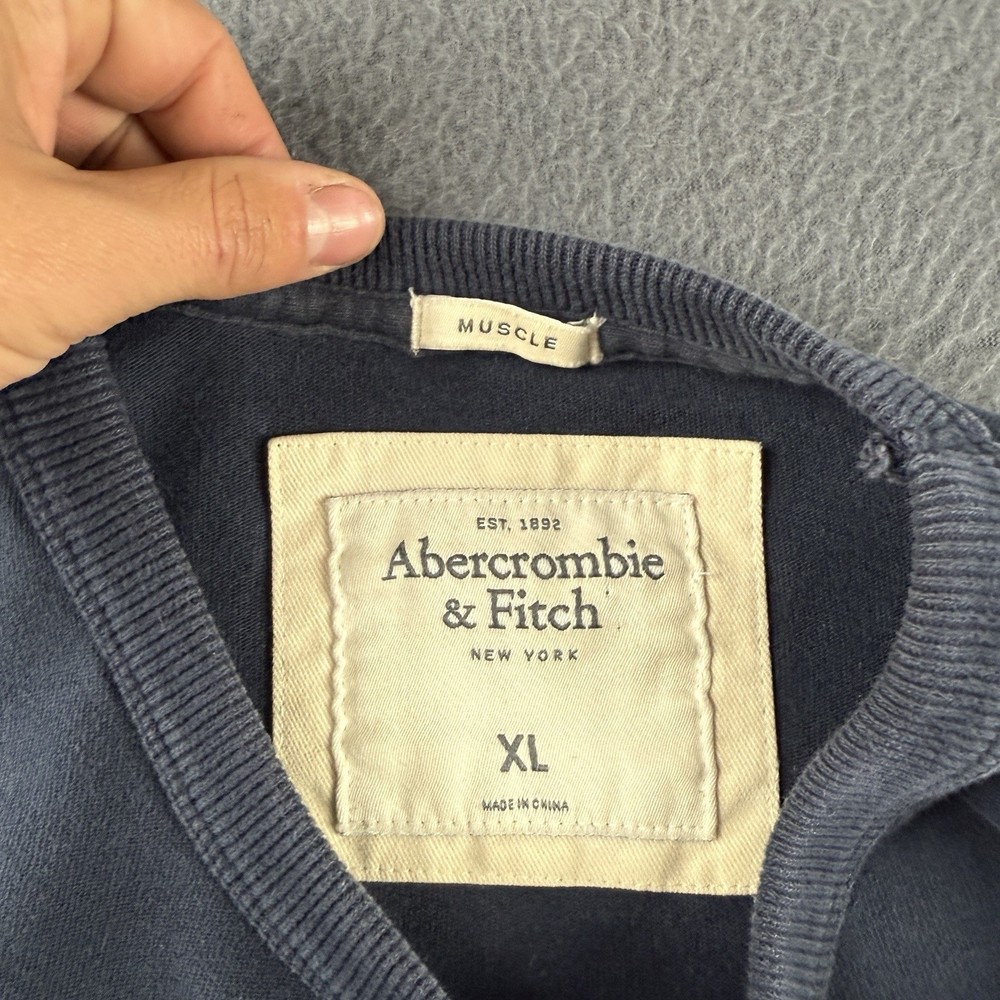 MUSCLE
EST. 1892
Abercrombie
& Fitch
NEW YORK
XL
MADE IN CHINA